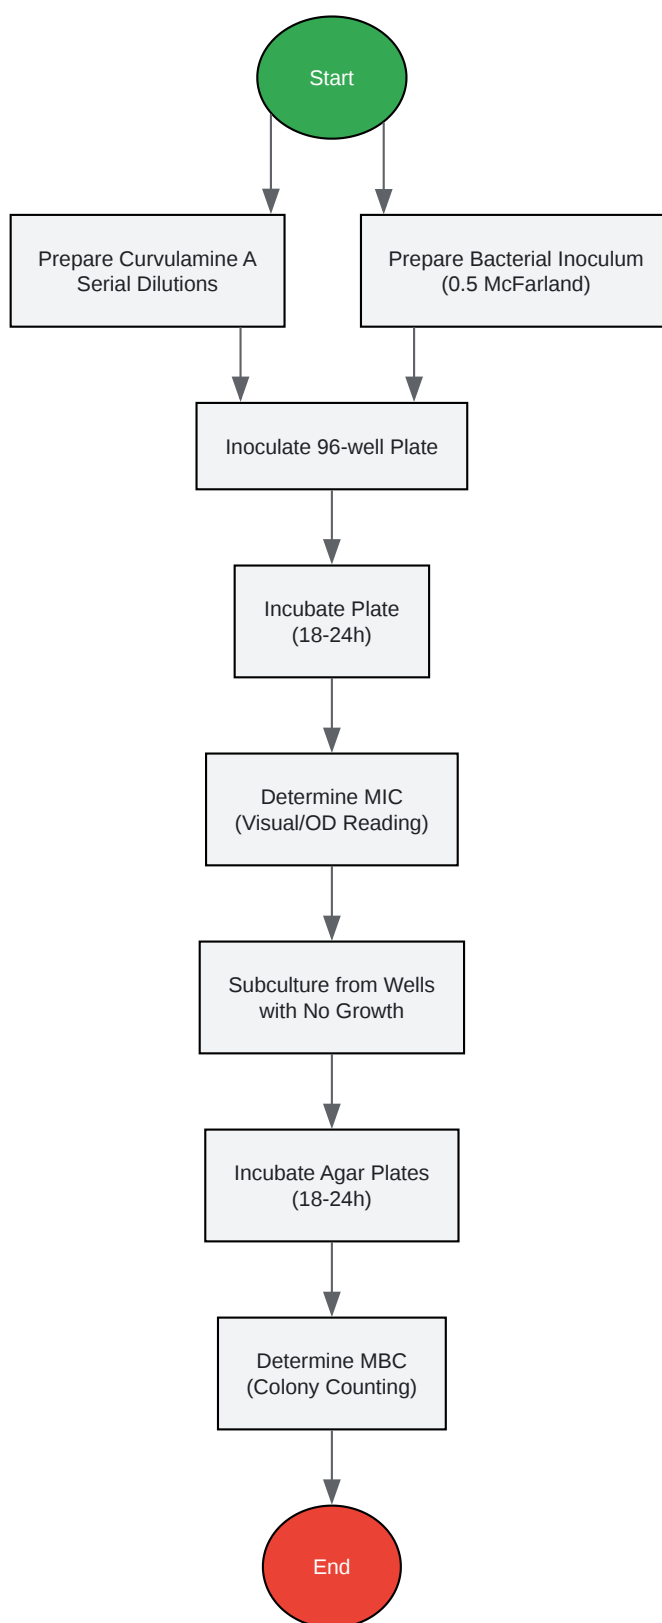 Start
Prepare Curvulamine A
Serial Dilutions
Prepare Bacterial Inoculum
(0.5 McFarland)
Inoculate 96-well Plate
Incubate Plate
(18-24h)
Determine MIC
(Visual/OD Reading)
Subculture from Wells
with No Growth
Incubate Agar Plates
(18-24h)
Determine MBC
(Colony Counting)
End